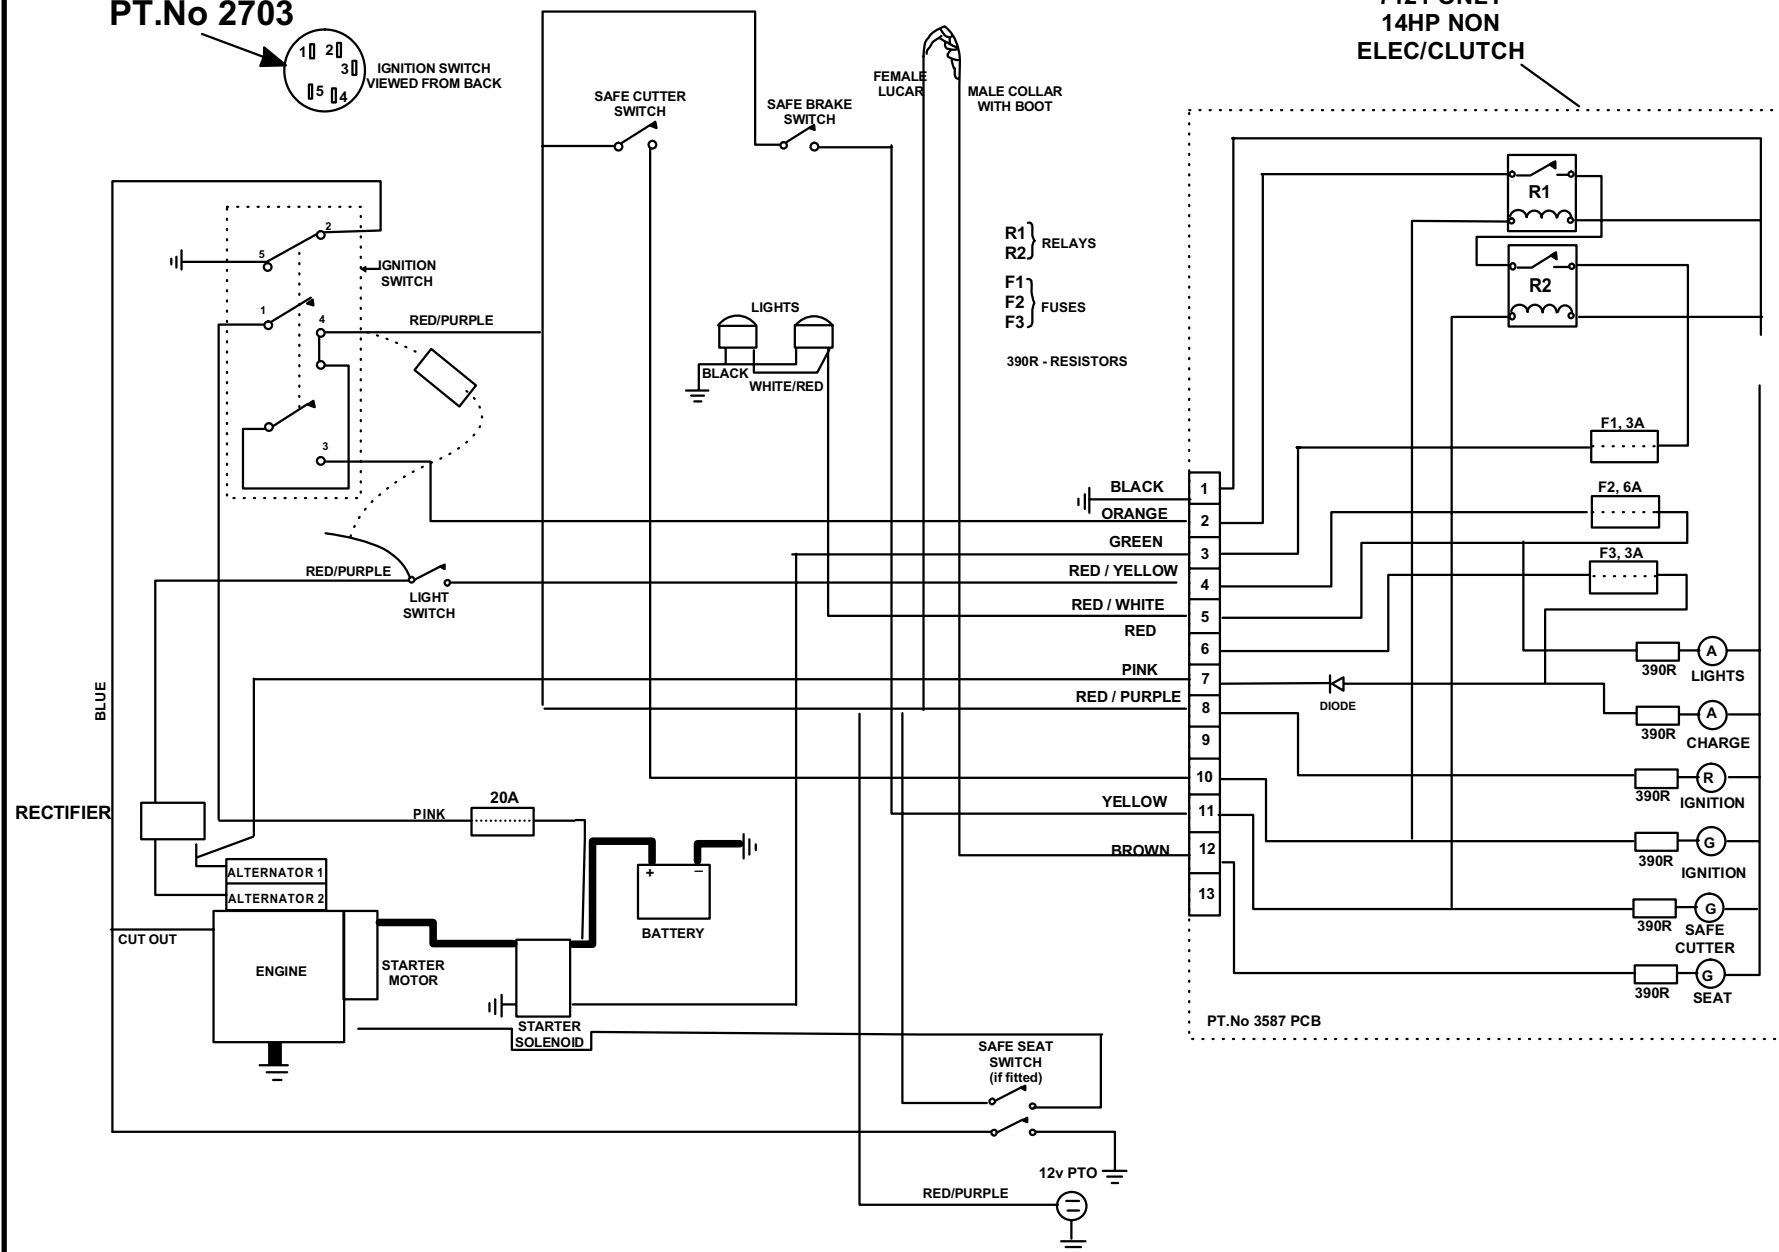 PT.No 2703
14HP NON
ELEC/CLUTCH
1 2
3
5 4
IGNITION SWITCH
VIEWED FROM BACK
SAFE CUTTER
SWITCH
SAFE BRAKE
SWITCH
FEMALE
LUCAR
MALE COLLAR
WITH BOOT
R1
R2
RELAYS
F1
F2
F3
FUSES
390R - RESISTORS
2
5
1
4
3
IGNITION
SWITCH
RED/PURPLE
LIGHTS
BLACK
WHITE/RED
RED/PURPLE
LIGHT
SWITCH
BLUE
RECTIFIER
PINK
20A
ALTERNATOR 1
ALTERNATOR 2
CUT OUT
ENGINE
STARTER
MOTOR
STARTER
SOLENOID
+ −
BATTERY
SAFE SEAT
SWITCH
(if fitted)
12v PTO
RED/PURPLE
BLACK 1
ORANGE 2
GREEN 3
RED / YELLOW 4
RED / WHITE 5
RED 6
PINK 7
RED / PURPLE 8
9
10
YELLOW 11
BROWN 12
13
R1
R2
F1, 3A
F2, 6A
F3, 3A
DIODE
390R A LIGHTS
390R A CHARGE
390R R IGNITION
390R G IGNITION
390R G SAFE
CUTTER
390R G SEAT
PT.No 3587 PCB